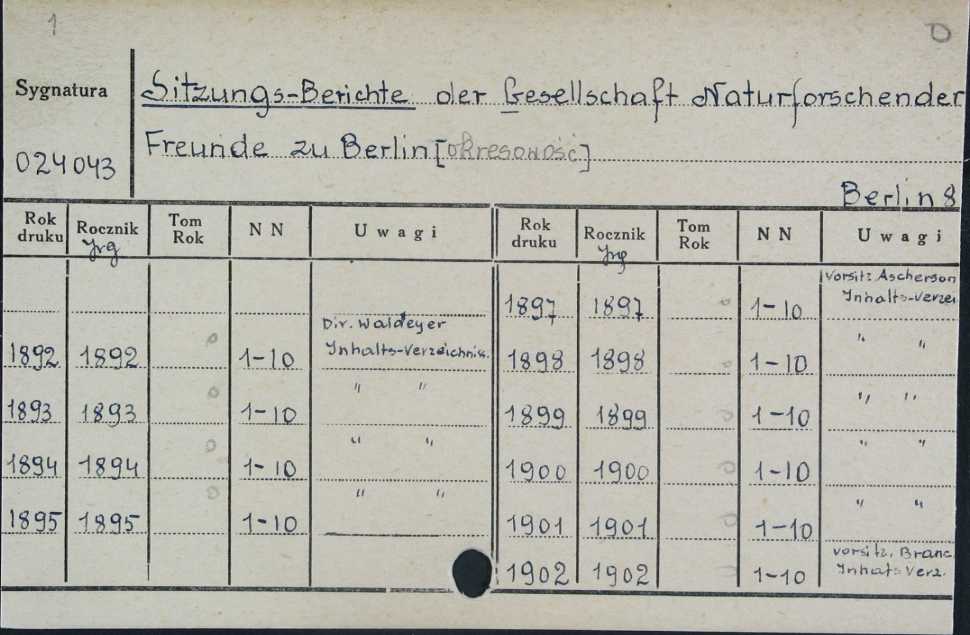 1
D
Sygnatura
024043
Sitzungs-Berichte der Gesellschaft Naturforschender
Freunde zu Berlin [okresowość]
Berlin 8
Rok druku Rocznik Jrg Tom Rok N N Uwagi Rok druku Rocznik Jrg Tom Rok N N Uwagi
1897 1897 o 1-10 Vorsitz Ascherson Inhalts-Verzei
1892 1892 o 1-10 Dir. Waldeyer Inhalts-Verzeichniss. 1898 1898 o 1-10 " "
1893 1893 o 1-10 " " 1899 1899 o 1-10 " "
1894 1894 o 1-10 " " 1900 1900 o 1-10 " "
1895 1895 o 1-10 " " 1901 1901 o 1-10 " "
1902 1902 1-10 vorsitz. Branc Inhalts Verz.